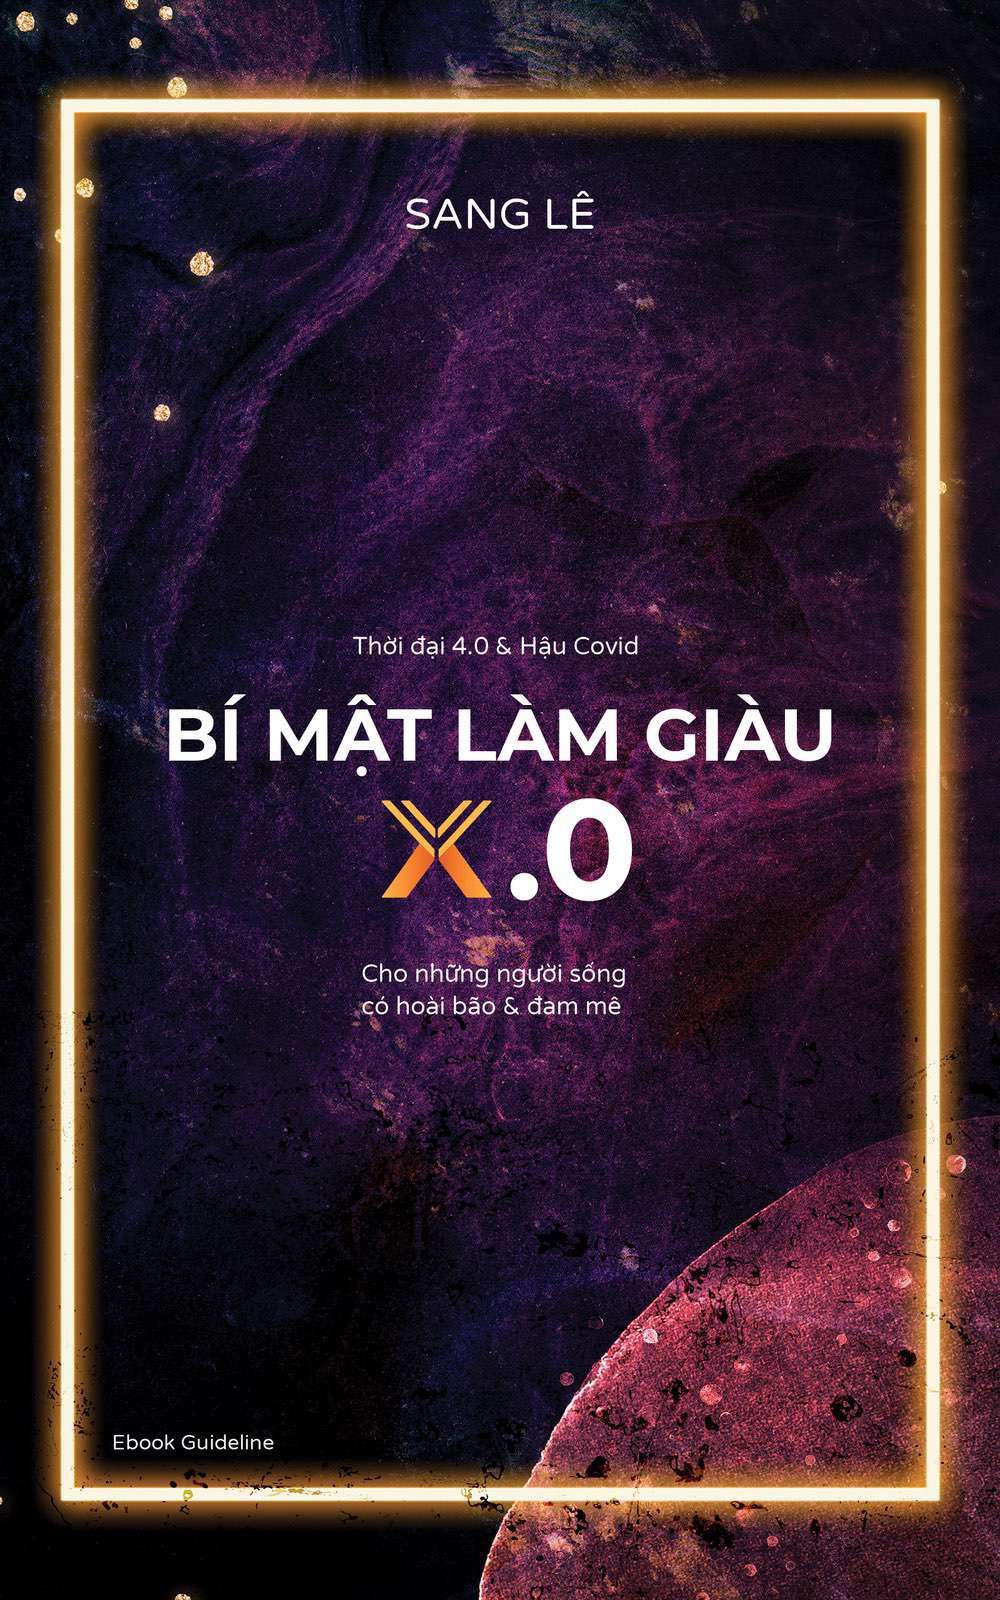 SANG LÊ
Thời đại 4.0 & Hậu Covid
BÍ MẬT LÀM GIÀU
X.0
Cho những người sống
có hoài bão & đam mê
Ebook Guideline